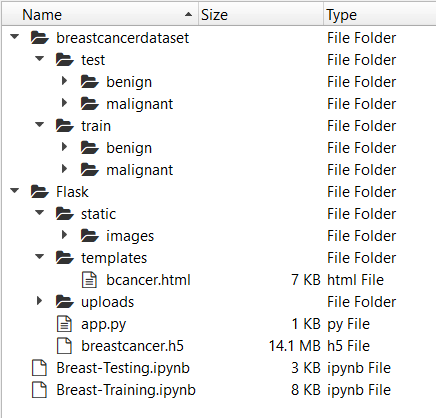 Name Size Type
breastcancerdataset File Folder
test File Folder
benign File Folder
malignant File Folder
train File Folder
benign File Folder
malignant File Folder
Flask File Folder
static File Folder
images File Folder
templates File Folder
bcancer.html 7 KB html File
uploads File Folder
app.py 1 KB py File
breastcancer.h5 14.1 MB h5 File
Breast-Testing.ipynb 3 KB ipynb File
Breast-Training.ipynb 8 KB ipynb File